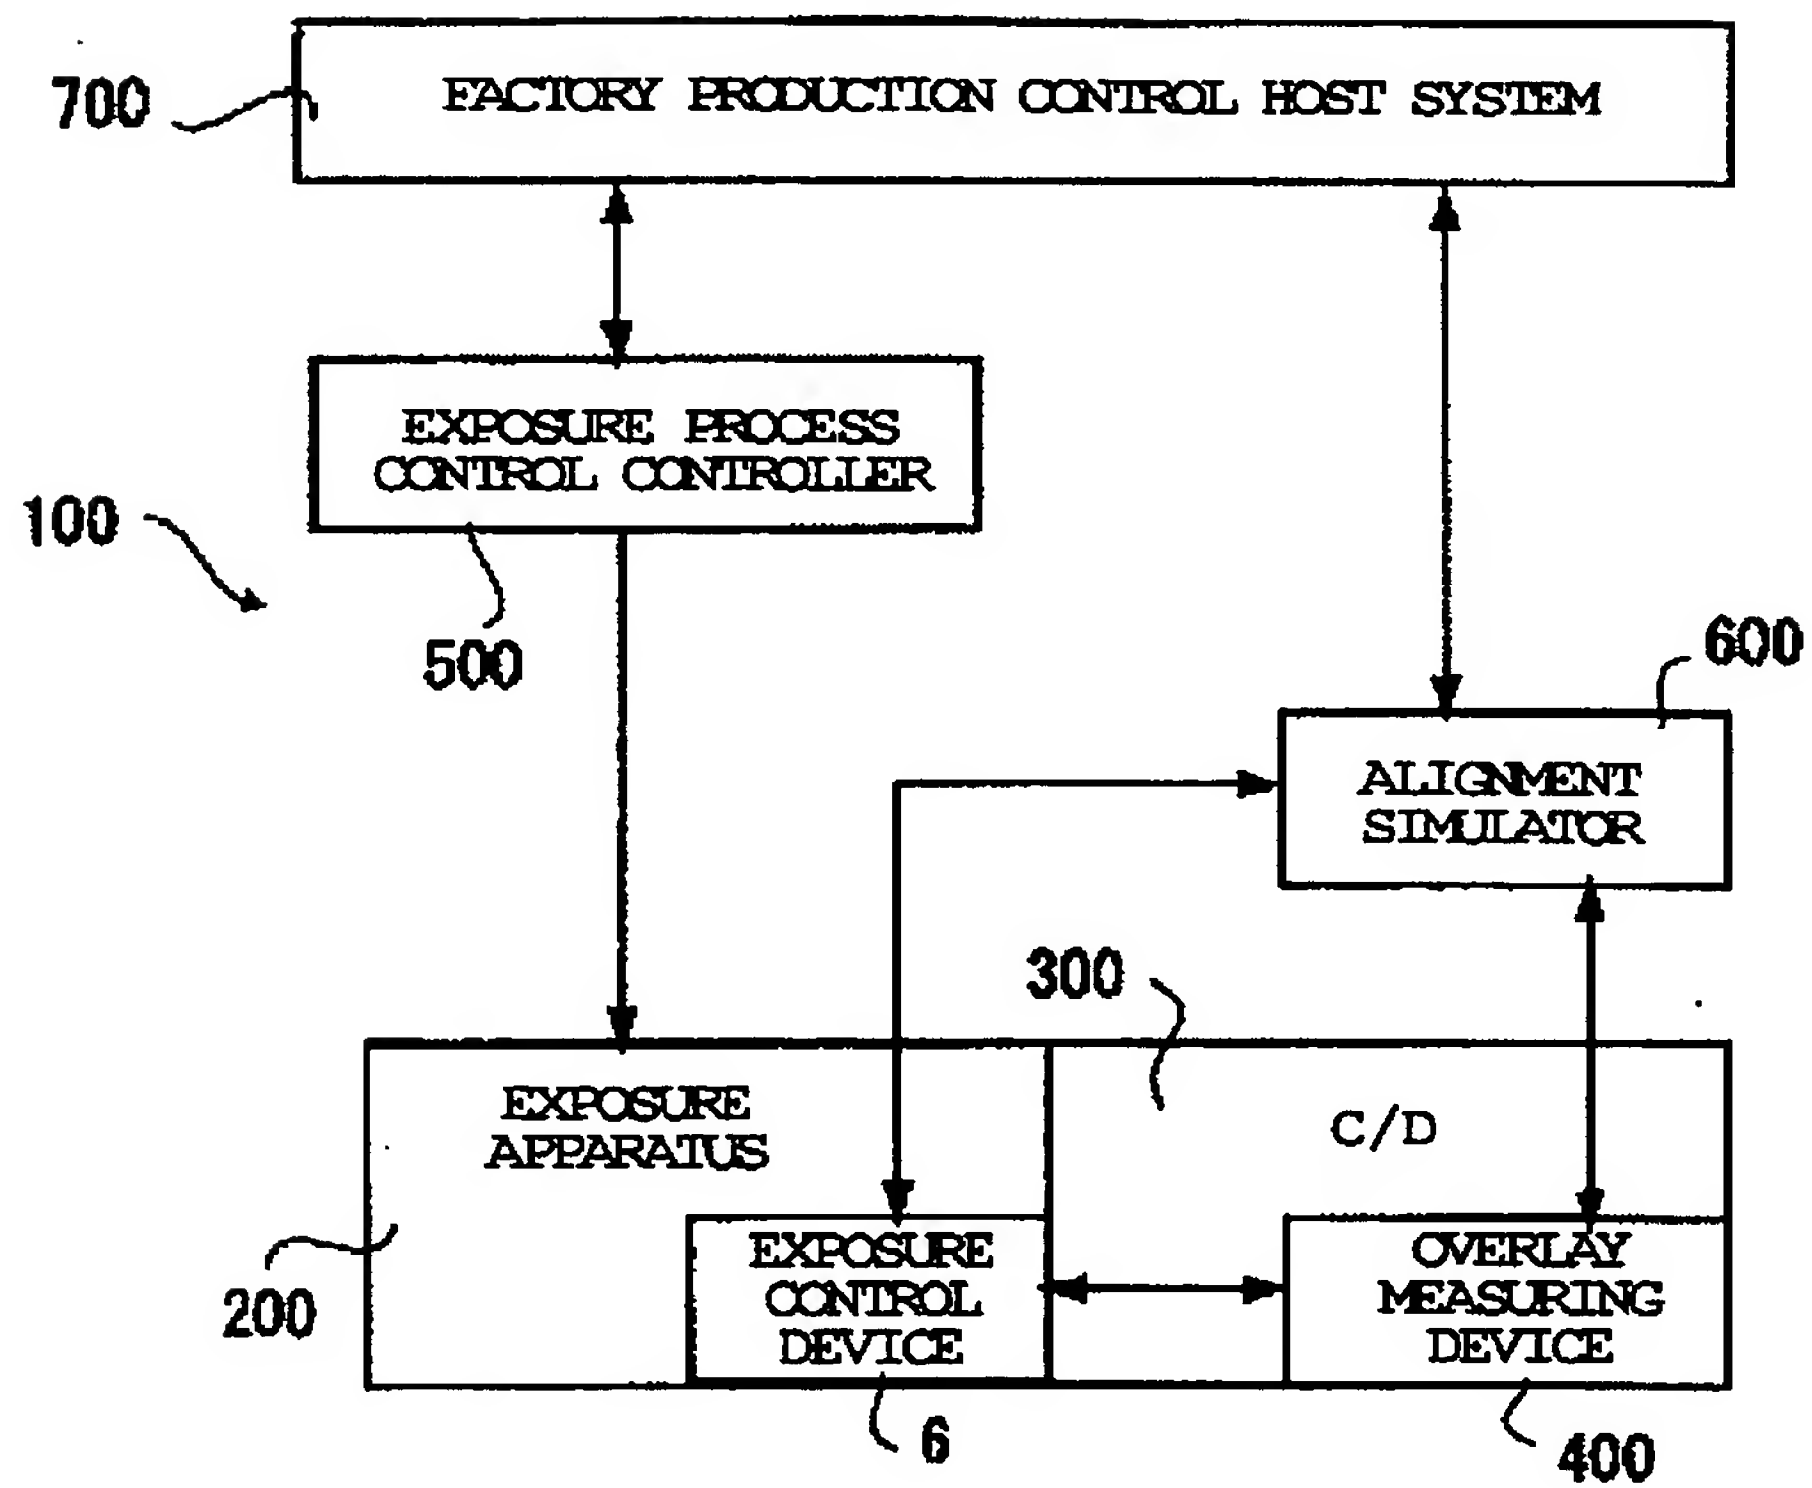 700
FACTORY PRODUCTION CONTROL HOST SYSTEM
EXPOSURE PROCESS
CONTROL CONTROLLER
100
500
600
ALIGNMENT
SIMULATOR
300
EXPOSURE
APPARATUS
C/D
200
EXPOSURE
CONTROL
DEVICE
OVERLAY
MEASURING
DEVICE
6
400